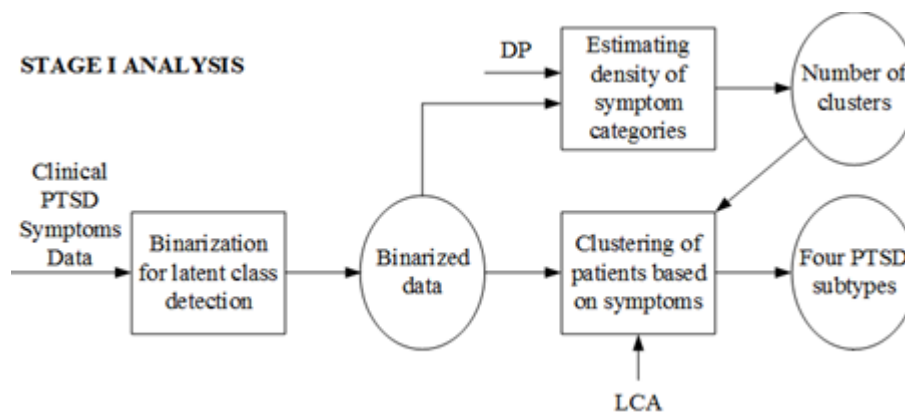 STAGE I ANALYSIS
DP
Estimating
density of
symptom
categories
Number of
clusters
Clinical
PTSD
Symptoms
Data
Binarization
for latent class
detection
Binarized
data
Clustering of
patients based
on symptoms
Four PTSD
subtypes
LCA